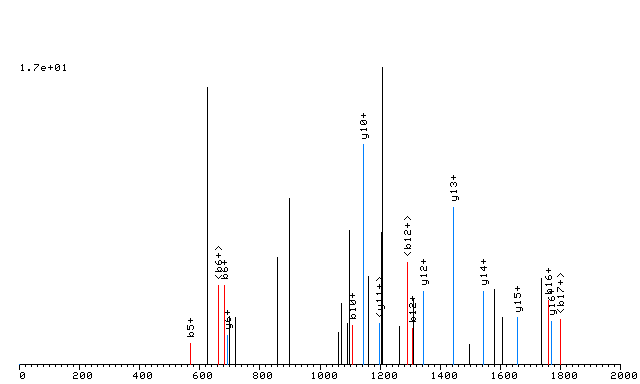 1.7e+01
b5+
<b6+>
b6+
y6+
b10+
y10+
<y11+>
<b12+>
b12+
y12+
y13+
y14+
y15+
b16+
y16+
<b17+>
0 200 400 600 800 1000 1200 1400 1600 1800 2000